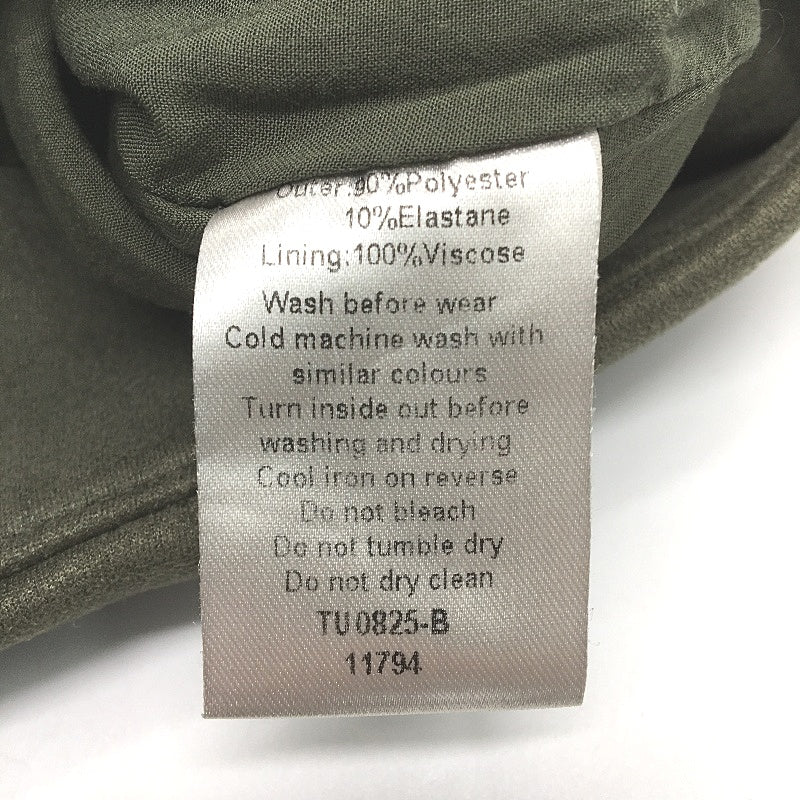 Outer:90%Polyester
10%Elastane
Lining:100%Viscose
Wash before wear
Cold machine wash with
similar colours
Turn inside out before
washing and drying
Cool iron on reverse
Do not bleach
Do not tumble dry
Do not dry clean
TU0825-B
11794